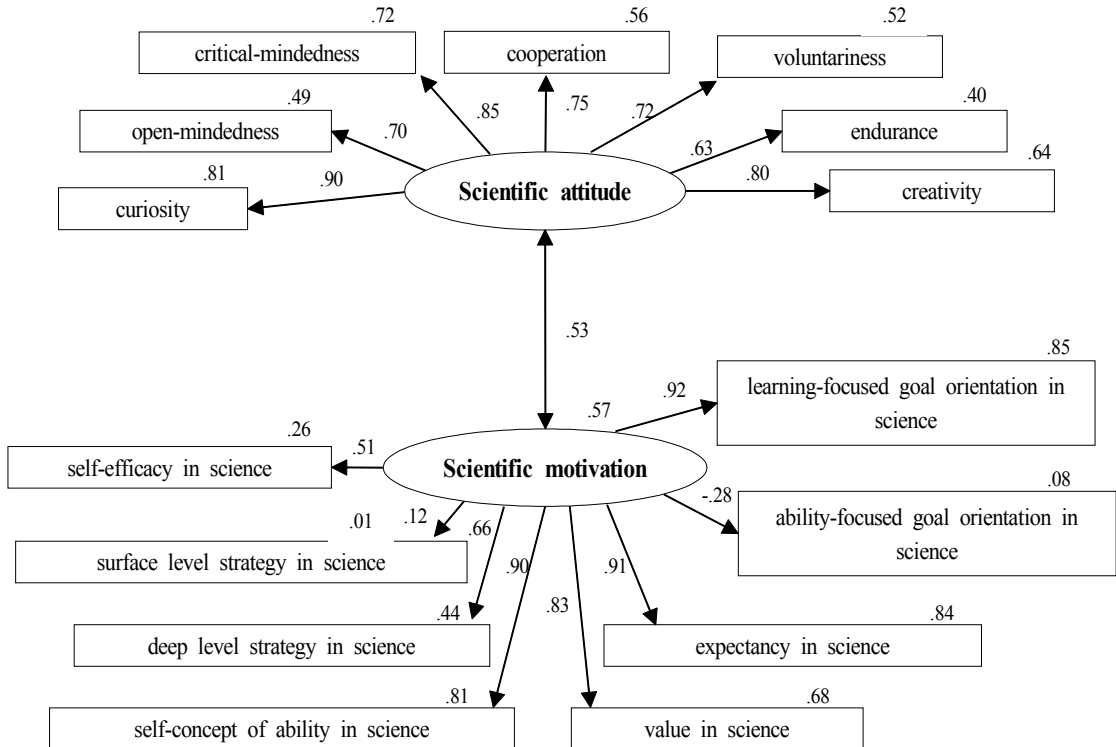 .72
.56
.52
critical-mindedness
cooperation
voluntariness
.49
.85
.75
.72
.40
open-mindedness
.70
.63
endurance
.81
.90
Scientific attitude
.80
.64
curiosity
creativity
.53
.85
.92
learning-focused goal orientation in
science
.57
.26
.51
self-efficacy in science
Scientific motivation
.08
-.28
ability-focused goal orientation in
science
.01
.12
.66
surface level strategy in science
.90
.91
.83
.44
deep level strategy in science
.84
expectancy in science
.81
self-concept of ability in science
.68
value in science